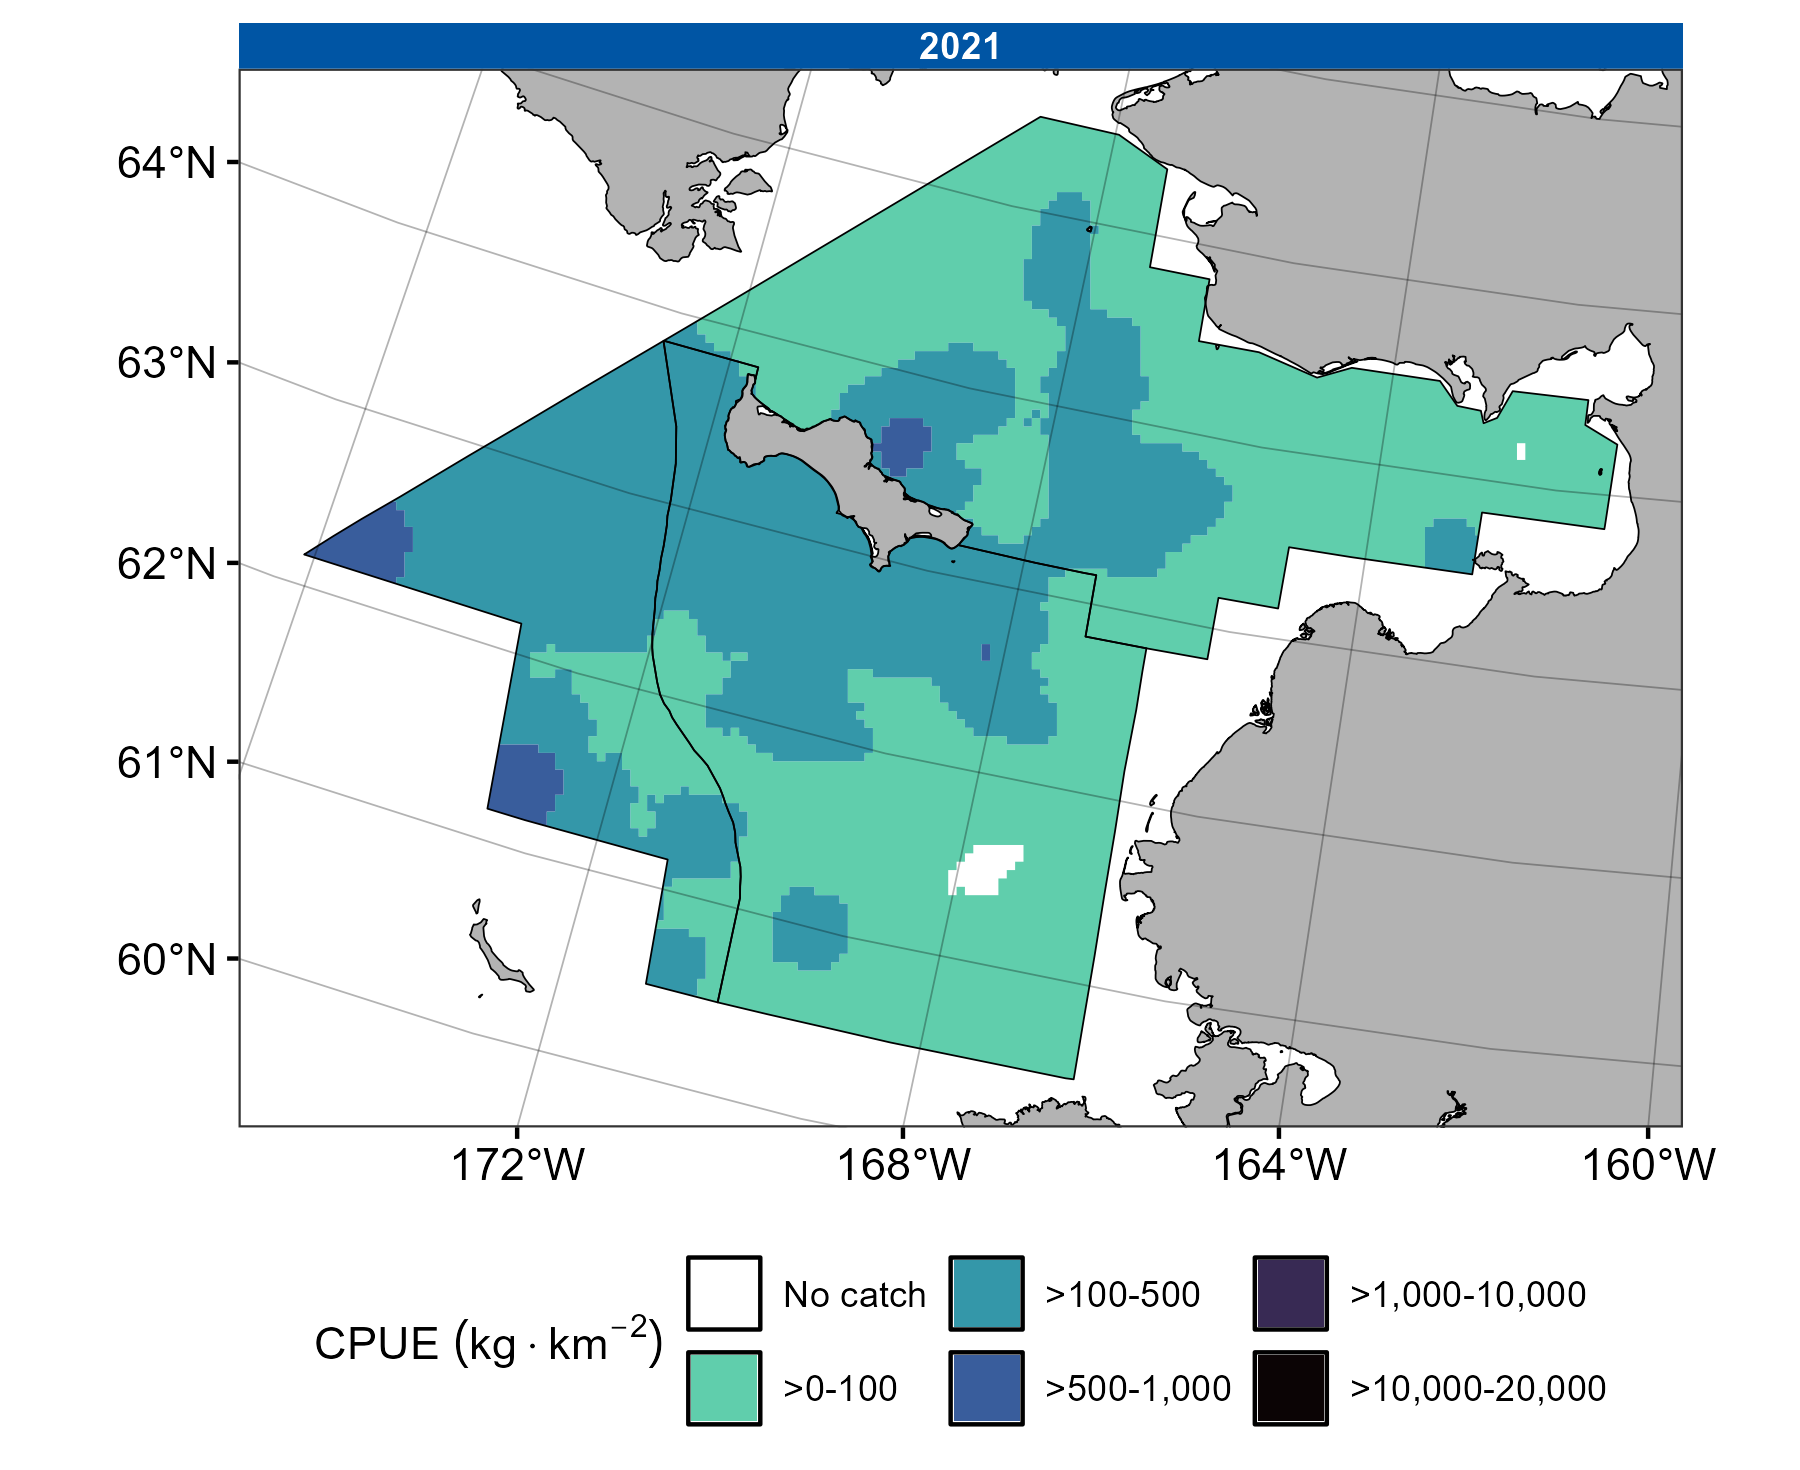 2021
64°N
63°N
62°N
61°N
60°N
172°W 168°W 164°W 160°W
CPUE (kg · km⁻²)
No catch
>0-100
>100-500
>500-1,000
>1,000-10,000
>10,000-20,000